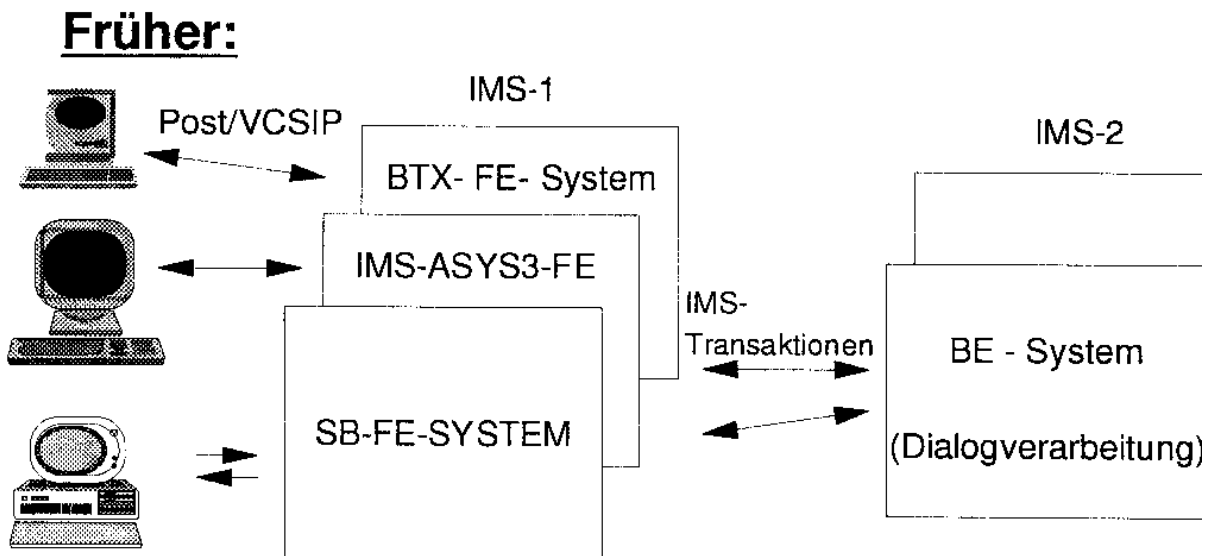 Früher:
IMS-1
Post/VCSIP
IMS-2
BTX- FE- System
IMS-ASYS3-FE
IMS-
Transaktionen
BE - System
SB-FE-SYSTEM
(Dialogverarbeitung)